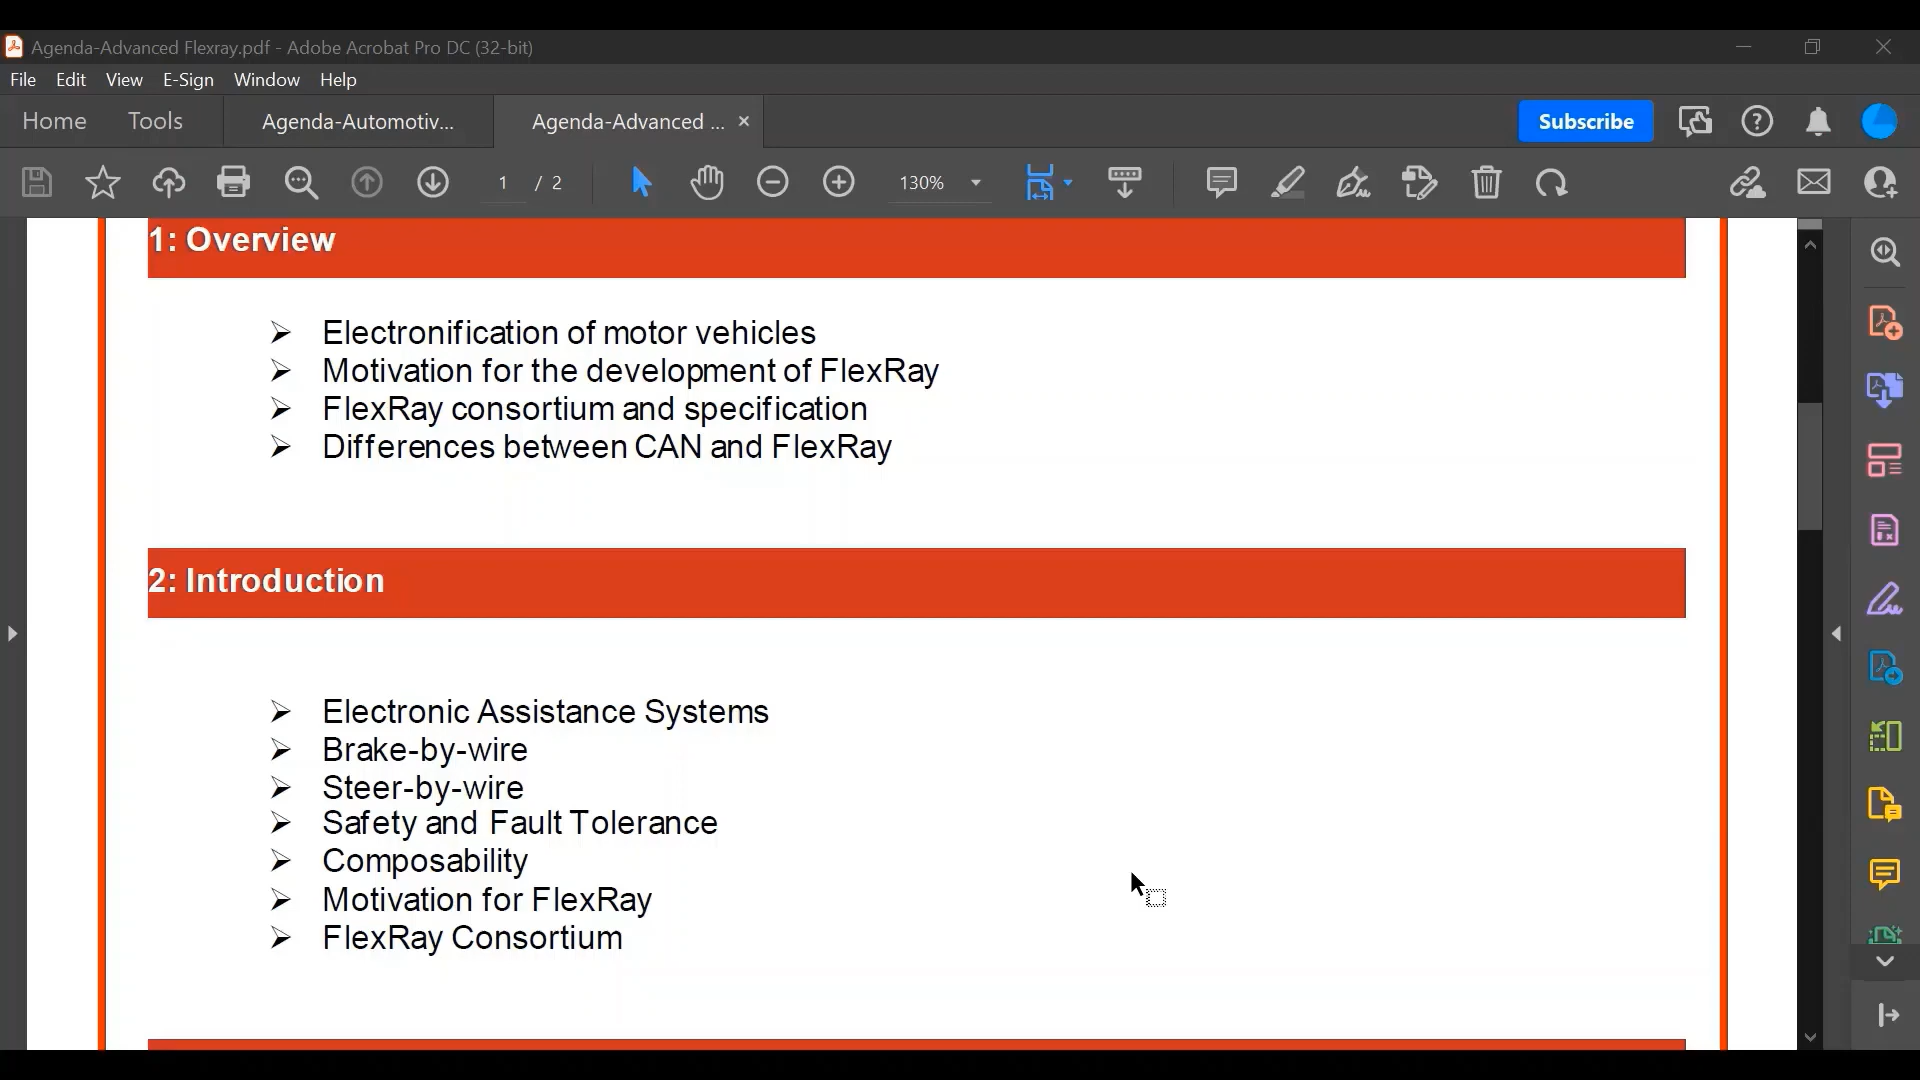 Agenda-Advanced Flexray.pdf - Adobe Acrobat Pro DC (32-bit)
File Edit View E-Sign Window Help
Home Tools Agenda-Automotiv... Agenda-Advanced ... Subscribe
1 / 2 130%
1: Overview
Electronification of motor vehicles
Motivation for the development of FlexRay
FlexRay consortium and specification
Differences between CAN and FlexRay
2: Introduction
Electronic Assistance Systems
Brake-by-wire
Steer-by-wire
Safety and Fault Tolerance
Composability
Motivation for FlexRay
FlexRay Consortium